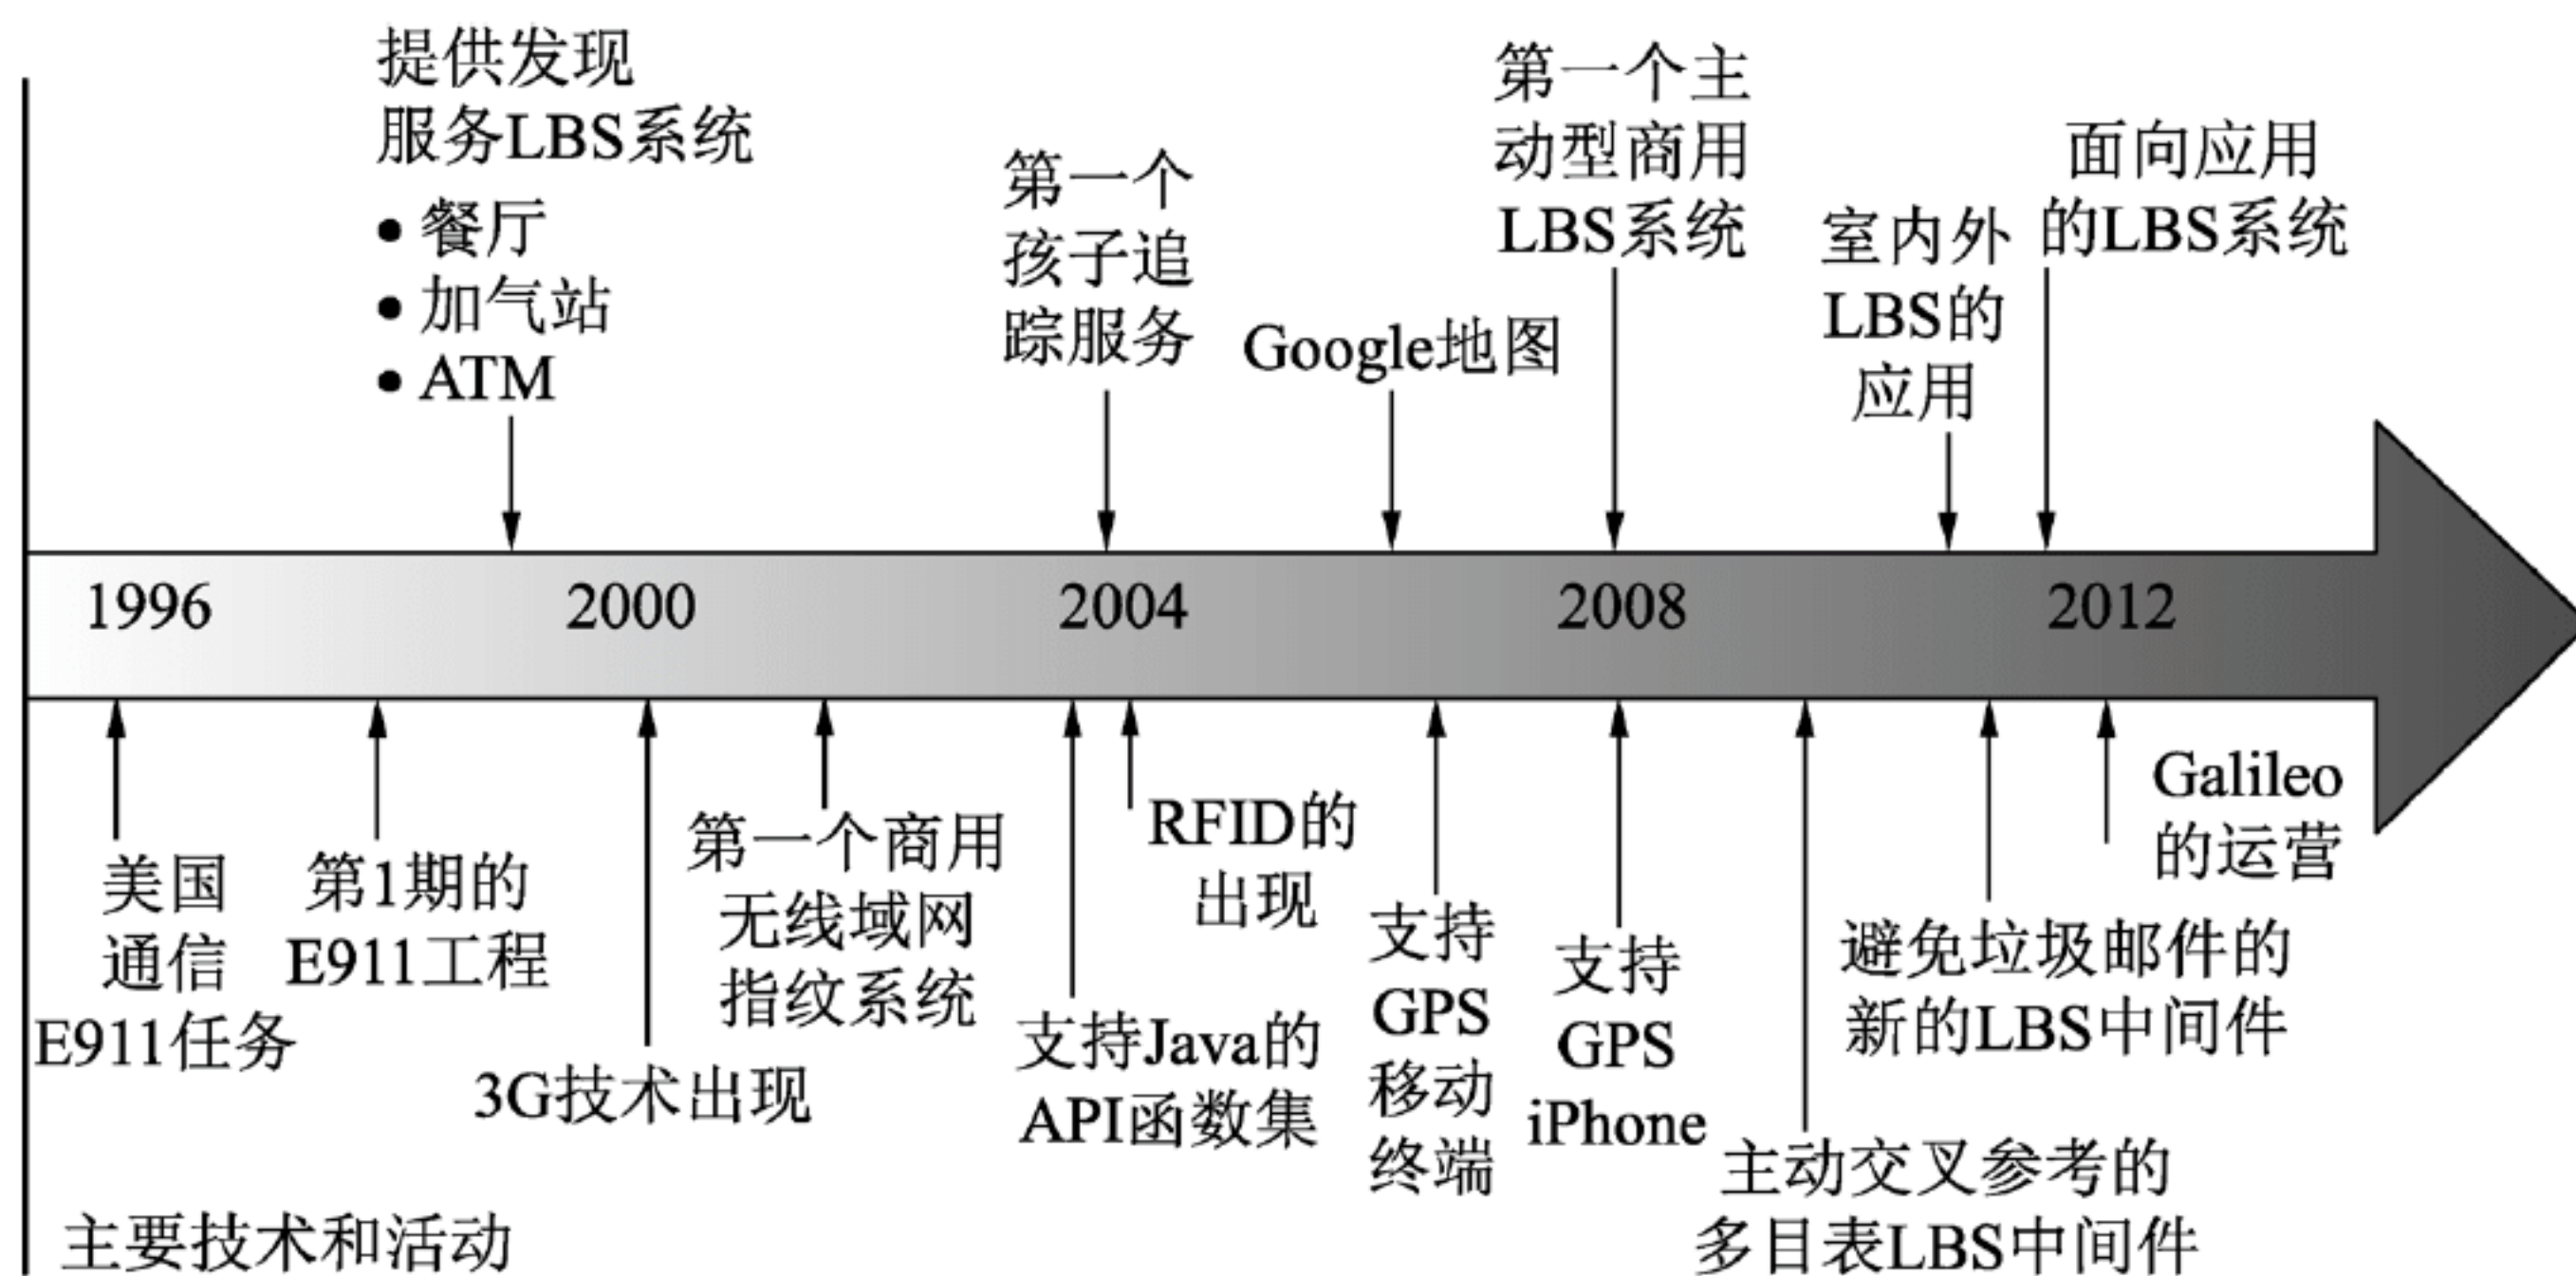 提供发现
服务LBS系统
• 餐厅
• 加气站
• ATM
第一个
孩子追
踪服务
Google地图
第一个主
动型商用
LBS系统
室内外
LBS的
应用
面向应用
的LBS系统
1996
2000
2004
2008
2012
美国
通信
E911任务
第1期的
E911工程
3G技术出现
第一个商用
无线域网
指纹系统
支持Java的
API函数集
RFID的
出现
支持
GPS
移动
终端
支持
GPS
iPhone
主动交叉参考的
多目表LBS中间件
避免垃圾邮件的
新的LBS中间件
Galileo
的运营
主要技术和活动